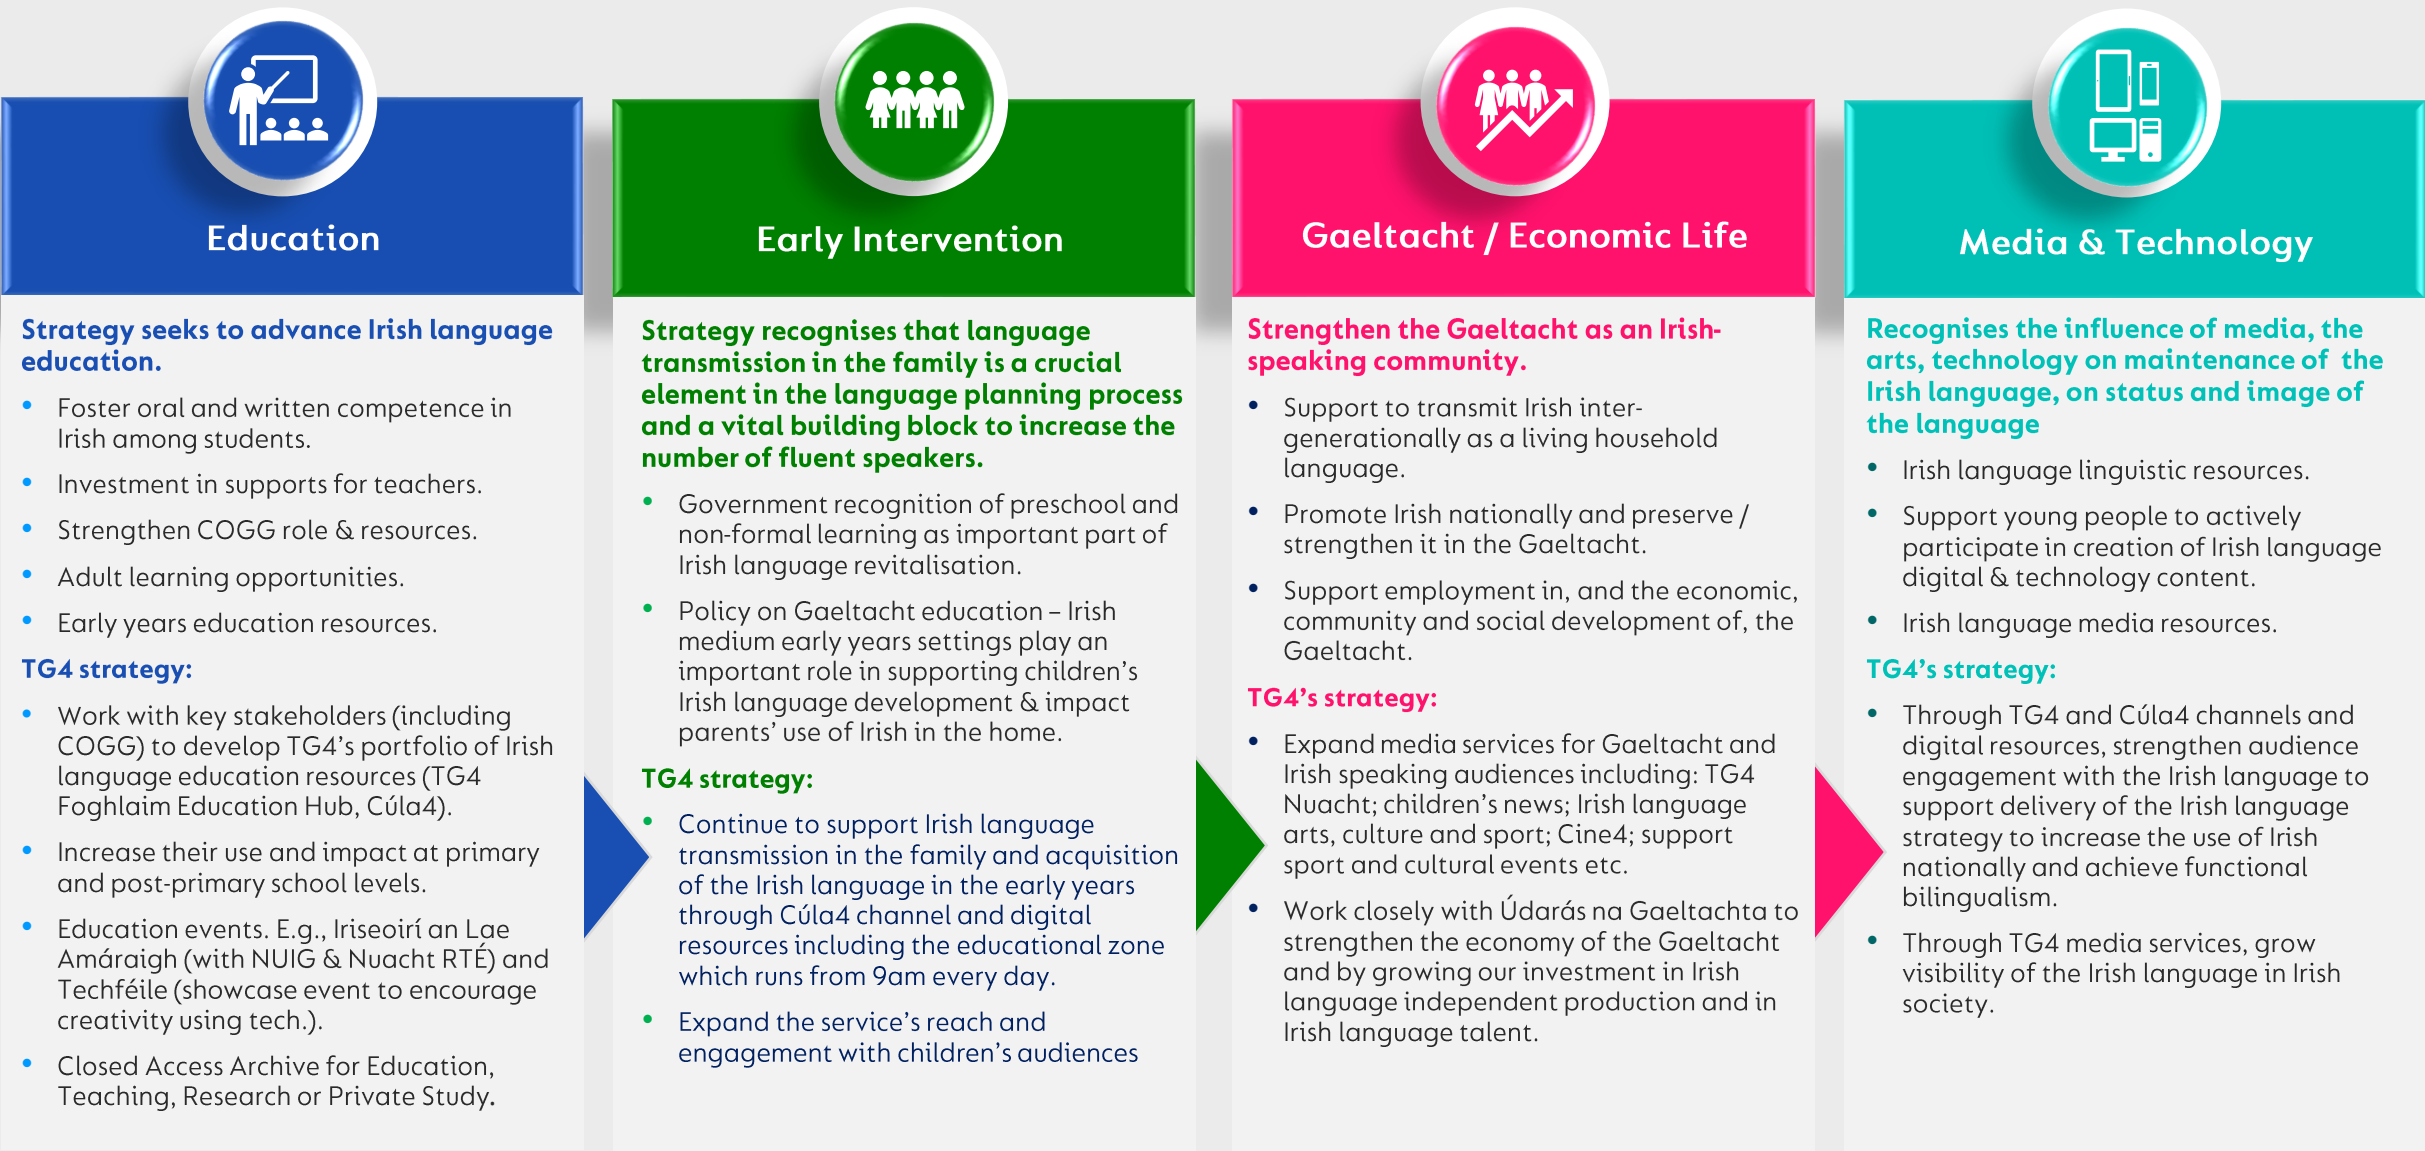 Education
Strategy seeks to advance Irish language
education.
• Foster oral and written competence in
Irish among students.
• Investment in supports for teachers.
• Strengthen COGG role & resources.
• Adult learning opportunities.
• Early years education resources.
TG4 strategy:
• Work with key stakeholders (including
COGG) to develop TG4's portfolio of Irish
language education resources (TG4
Foghlaim Education Hub, Cúla4).
• Increase their use and impact at primary
and post-primary school levels.
• Education events. E.g., Iriseoirí an Lae
Amáraigh (with NUIG & Nuacht RTÉ) and
Techféile (showcase event to encourage
creativity using tech.).
• Closed Access Archive for Education,
Teaching, Research or Private Study.
Early Intervention
Strategy recognises that language
transmission in the family is a crucial
element in the language planning process
and a vital building block to increase the
number of fluent speakers.
• Government recognition of preschool and
non-formal learning as important part of
Irish language revitalisation.
• Policy on Gaeltacht education – Irish
medium early years settings play an
important role in supporting children's
Irish language development & impact
parents' use of Irish in the home.
TG4 strategy:
• Continue to support Irish language
transmission in the family and acquisition
of the Irish language in the early years
through Cúla4 channel and digital
resources including the educational zone
which runs from 9am every day.
• Expand the service's reach and
engagement with children's audiences
Gaeltacht / Economic Life
Strengthen the Gaeltacht as an Irish-
speaking community.
• Support to transmit Irish inter-
generationally as a living household
language.
• Promote Irish nationally and preserve /
strengthen it in the Gaeltacht.
• Support employment in, and the economic,
community and social development of, the
Gaeltacht.
TG4's strategy:
• Expand media services for Gaeltacht and
Irish speaking audiences including: TG4
Nuacht; children's news; Irish language
arts, culture and sport; Cine4; support
sport and cultural events etc.
• Work closely with Údarás na Gaeltachta to
strengthen the economy of the Gaeltacht
and by growing our investment in Irish
language independent production and in
Irish language talent.
Media & Technology
Recognises the influence of media, the
arts, technology on maintenance of the
Irish language, on status and image of
the language
• Irish language linguistic resources.
• Support young people to actively
participate in creation of Irish language
digital & technology content.
• Irish language media resources.
TG4's strategy:
• Through TG4 and Cúla4 channels and
digital resources, strengthen audience
engagement with the Irish language to
support delivery of the Irish language
strategy to increase the use of Irish
nationally and achieve functional
bilingualism.
• Through TG4 media services, grow
visibility of the Irish language in Irish
society.